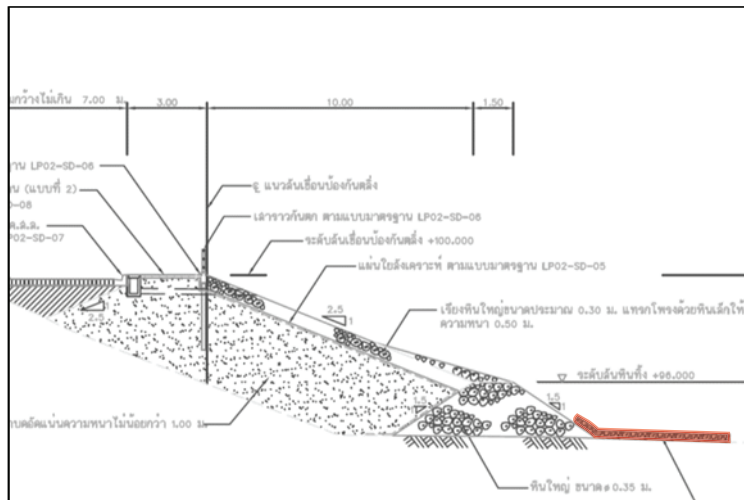 นกว้างไม่เกิน 7.00 ม.
3.00
10.00
1.50
ฐาน LP02-SD-06
าน (แบบที่ 2)
D-08
ค.ส.ล.
P02-SD-07
แนวสันเขื่อนป้องกันตลิ่ง
เสาราวกันตก ตามแบบมาตรฐาน LP02-SD-06
ระดับสันเขื่อนป้องกันตลิ่ง +100.000
แผ่นใยสังเคราะห์ ตามแบบมาตรฐาน LP02-SD-05
2.5
1
2.5
เรียงหินใหญ่ขนาดประมาณ 0.30 ม. แทรกโพรงด้วยหินเล็กให้
ความหนา 0.50 ม.
ระดับสันหินทิ้ง +96.000
1.5
1
1.5
1
บดอัดแน่นความหนาไม่น้อยกว่า 1.00 ม.
หินใหญ่ ขนาด ø 0.35 ม.